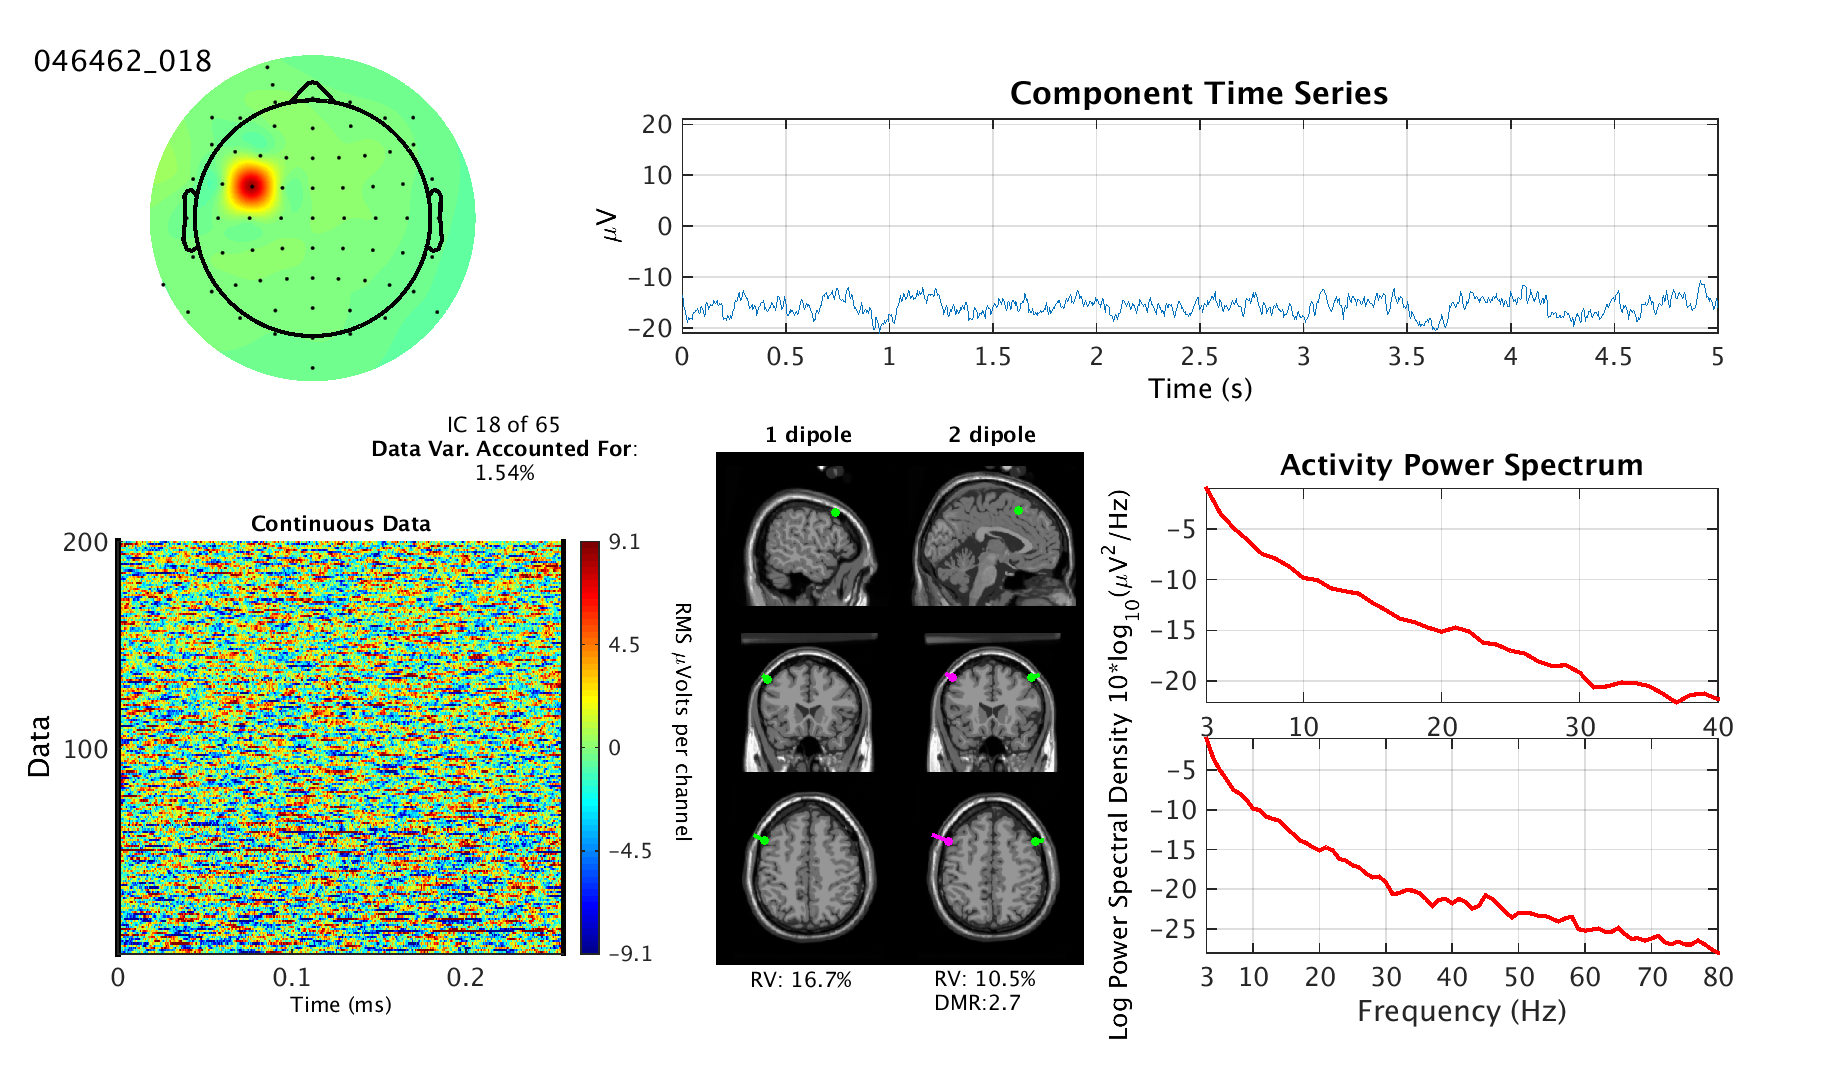 046462_018
Component Time Series
20
10
0
−10
−20
μV
0 0.5 1 1.5 2 2.5 3 3.5 4 4.5 5
Time (s)
IC 18 of 65
Data Var. Accounted For:
1.54%
Continuous Data
200
100
Data
0 0.1 0.2
Time (ms)
9.1
4.5
0
−4.5
−9.1
RMS μVolts per channel
1 dipole 2 dipole
RV: 16.7% RV: 10.5%
DMR:2.7
Activity Power Spectrum
−5
−10
−15
−20
3 10 20 30 40
−5
−10
−15
−20
−25
3 10 20 30 40 50 60 70 80
Frequency (Hz)
Log Power Spectral Density 10*log10(μV2/Hz)